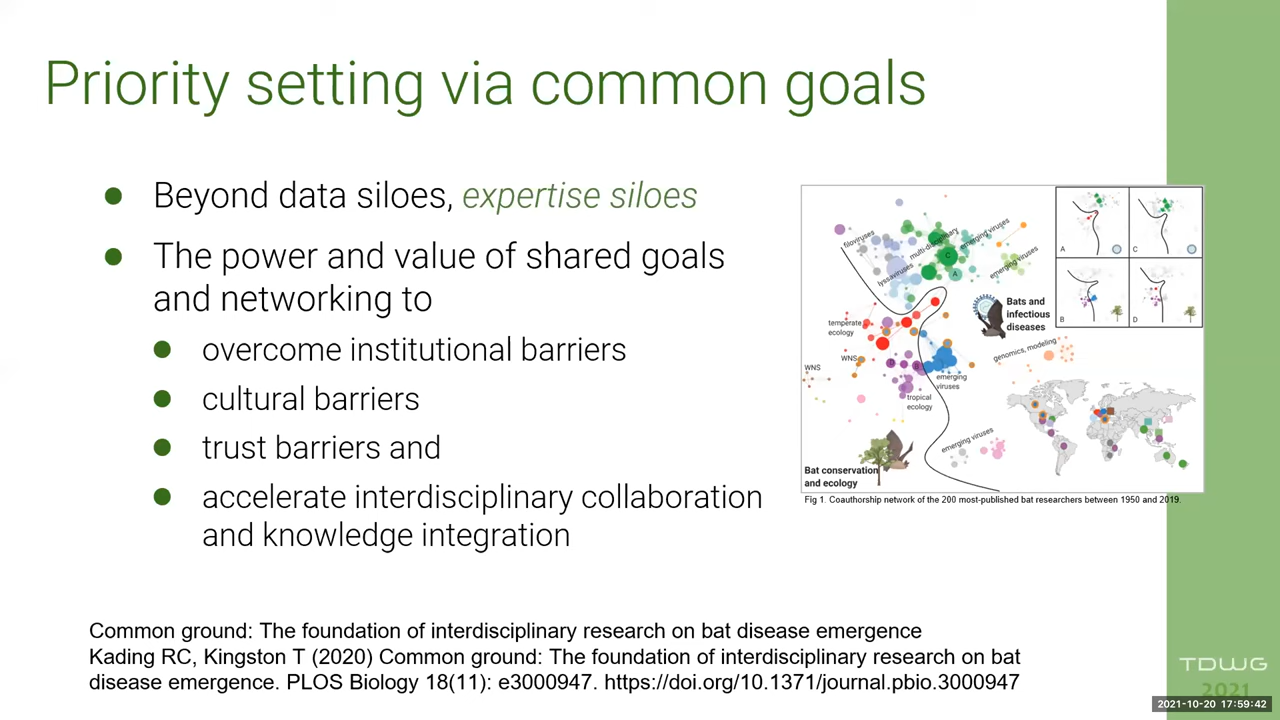 Priority setting via common goals
Beyond data siloes, expertise siloes
The power and value of shared goals
and networking to
overcome institutional barriers
cultural barriers
trust barriers and
accelerate interdisciplinary collaboration
and knowledge integration
filoviruses
multi-disciplinary
emerging viruses
lyssaviruses
emerging viruses
C
A
A
C
B
D
Bats and
infectious
diseases
temperate
ecology
WNS
WNS
D
B
emerging
viruses
tropical
ecology
genomics, modeling
emerging viruses
Bat conservation
and ecology
Fig 1. Coauthorship network of the 200 most-published bat researchers between 1950 and 2019.
Common ground: The foundation of interdisciplinary research on bat disease emergence
Kading RC, Kingston T (2020) Common ground: The foundation of interdisciplinary research on bat
disease emergence. PLOS Biology 18(11): e3000947. https://doi.org/10.1371/journal.pbio.3000947
TDWG
2021
2021-10-20 17:59:42